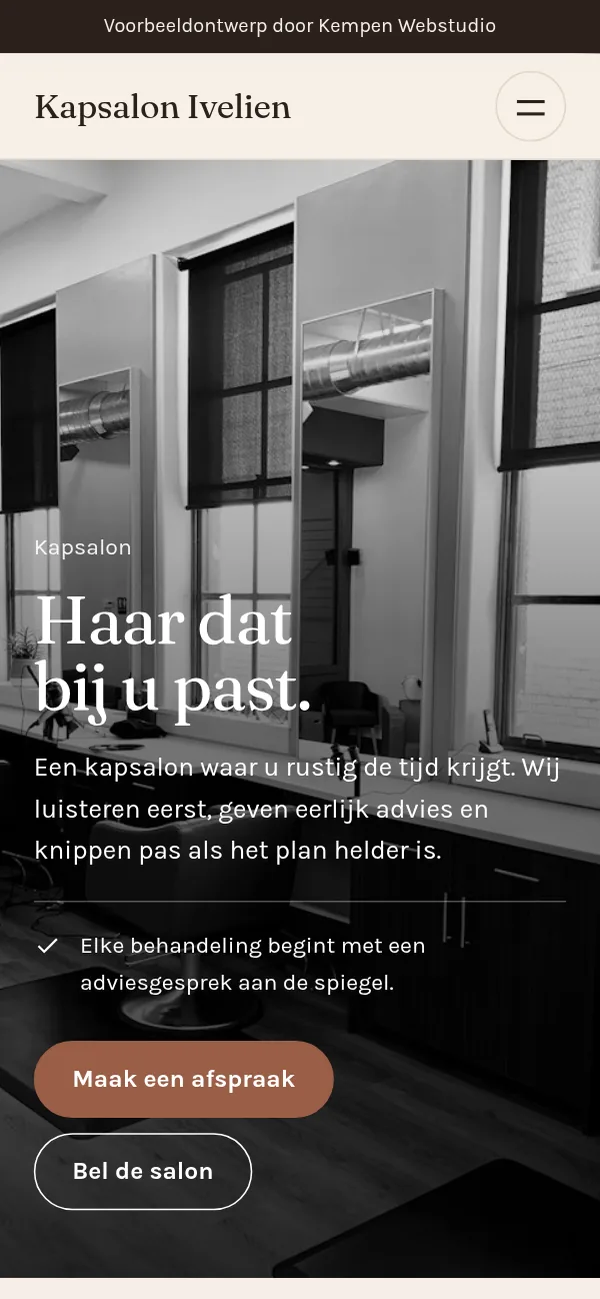 Voorbeeldontwerp door Kempen Webstudio
Kapsalon Ivelien
Kapsalon
Haar dat
bij u past.
Een kapsalon waar u rustig de tijd krijgt. Wij
luisteren eerst, geven eerlijk advies en
knippen pas als het plan helder is.
Elke behandeling begint met een
adviesgesprek aan de spiegel.
Maak een afspraak
Bel de salon